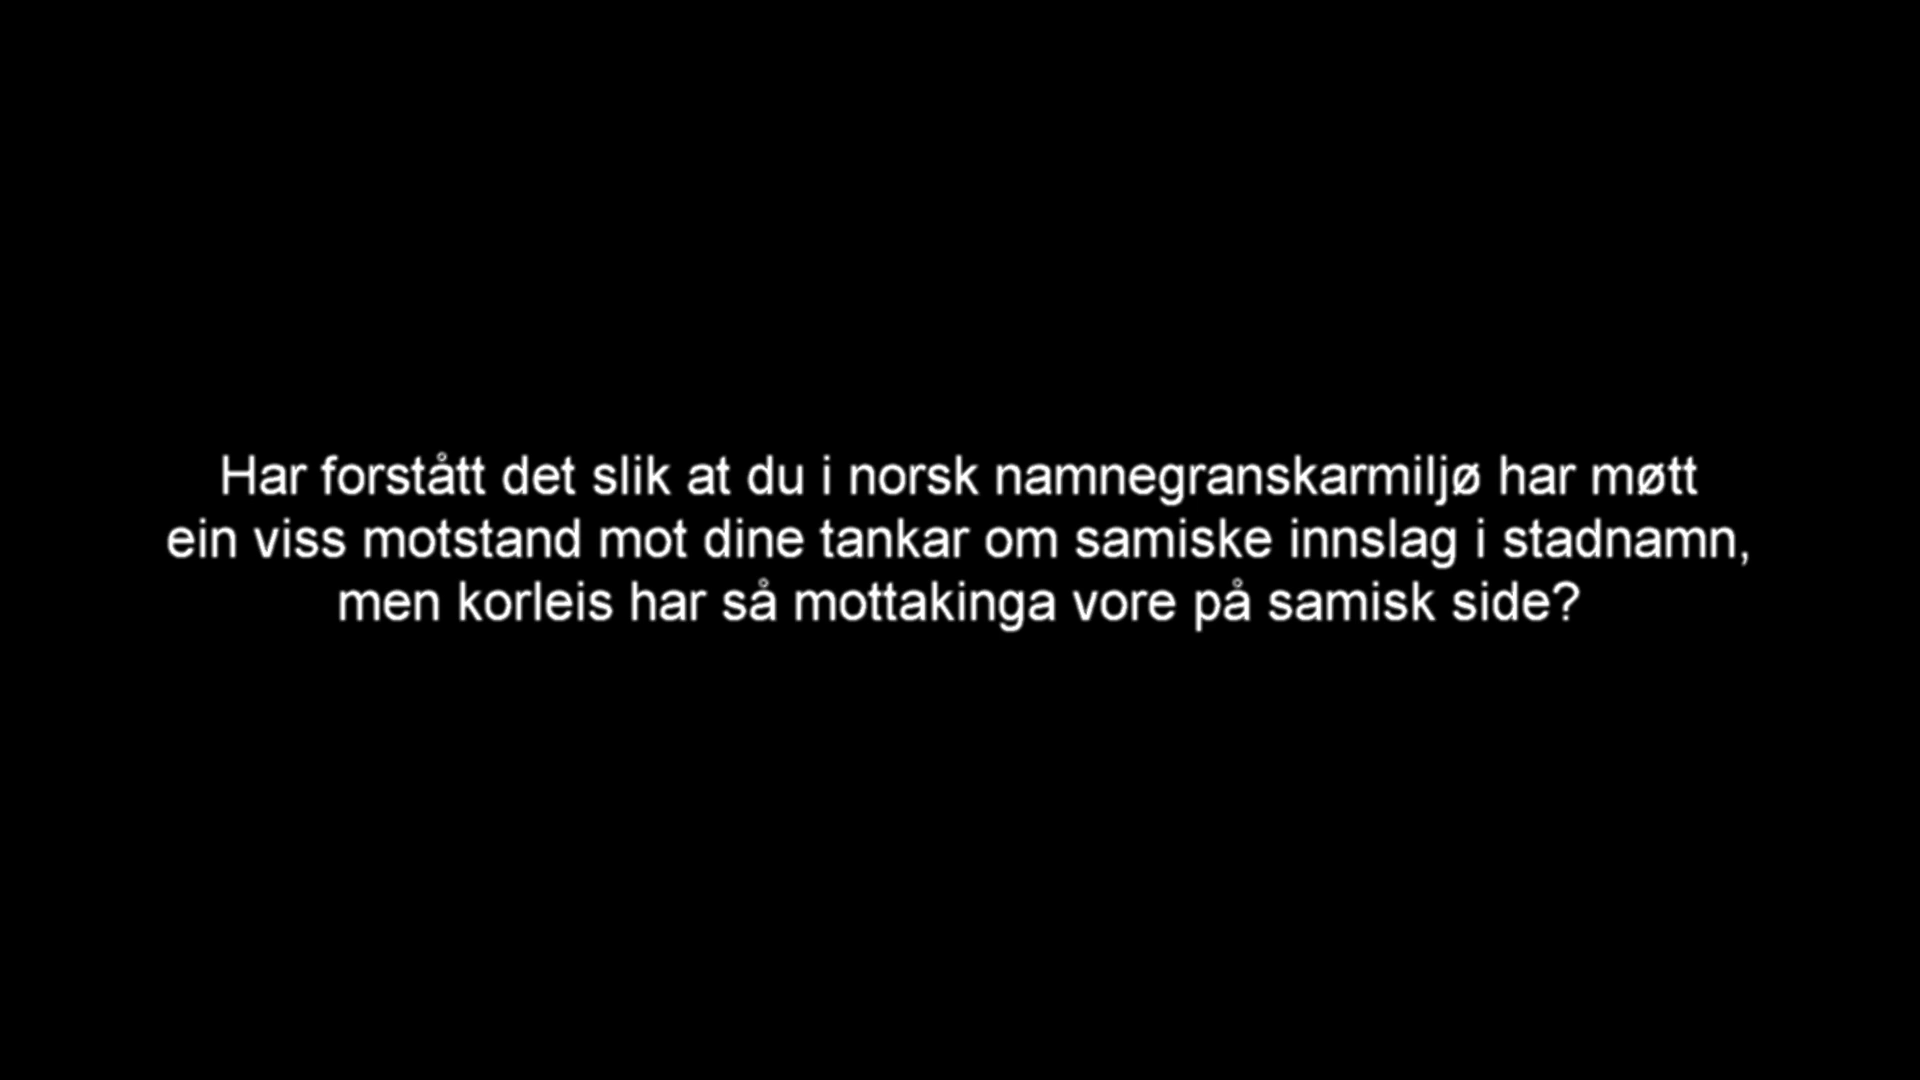 Har forstått det slik at du i norsk namnegranskarmiljø har møtt
ein viss motstand mot dine tankar om samiske innslag i stadnamn,
men korleis har så mottakinga vore på samisk side?